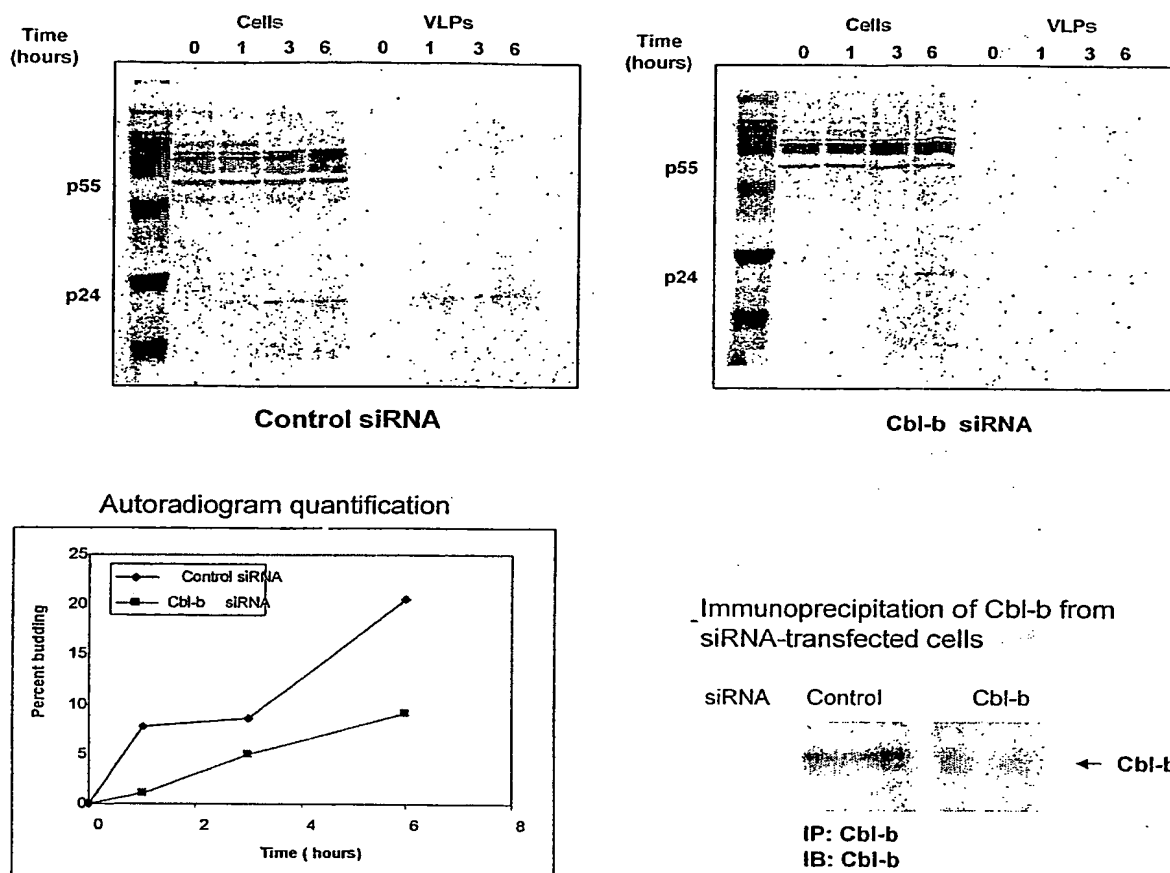 Cells VLPs
Time (hours) 0 1 3 6 0 1 3 6
p55
p24
Control siRNA
Cells VLPs
Time (hours) 0 1 3 6 0 1 3 6
p55
p24
Cbl-b siRNA
Autoradiogram quantification
25
20
15
10
5
0
Percent budding
Control siRNA
Cbl-b siRNA
0 2 4 6 8
Time ( hours)
Immunoprecipitation of Cbl-b from
siRNA-transfected cells
siRNA Control Cbl-b
← Cbl-b
IP: Cbl-b
IB: Cbl-b